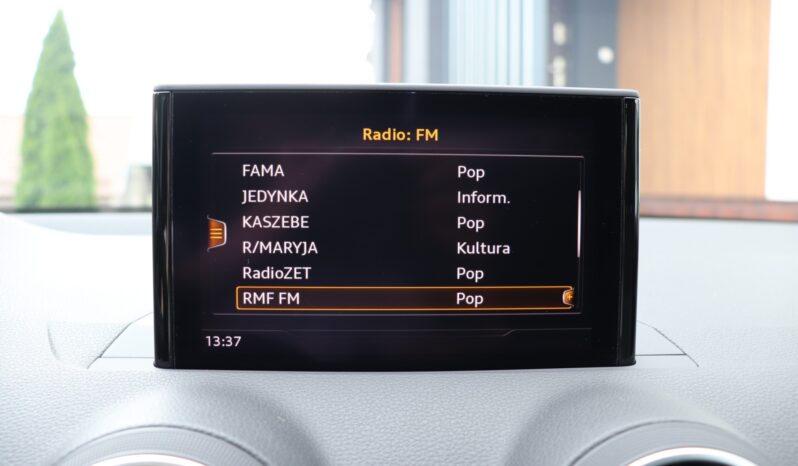 Radio: FM
FAMA Pop
JEDYNKA Inform.
KASZEBE Pop
R/MARYJA Kultura
RadioZET Pop
RMF FM Pop
13:37